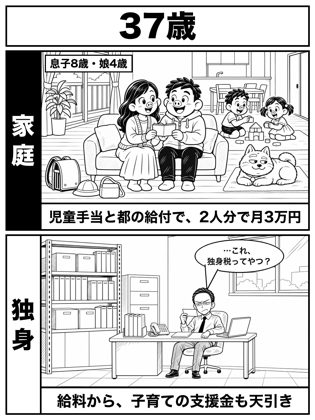 37歳
家庭
息子8歳・娘4歳
児童手当と都の給付で、2人分で月3万円
独身
…これ、
独身税ってやつ?
給料から、子育ての支援金も天引き